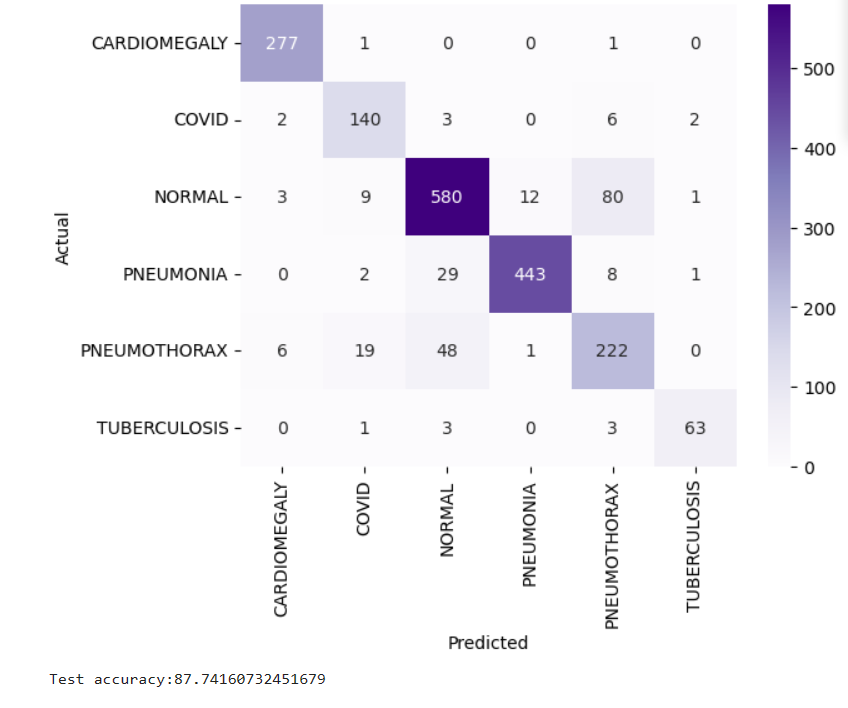 CARDIOMEGALY 277 1 0 0 1 0
500
COVID 2 140 3 0 6 2
400
NORMAL 3 9 580 12 80 1
300
Actual
PNEUMONIA 0 2 29 443 8 1
200
PNEUMOTHORAX 6 19 48 1 222 0
100
TUBERCULOSIS 0 1 3 0 3 63
0
CARDIOMEGALY
COVID
NORMAL
PNEUMONIA
PNEUMOTHORAX
TUBERCULOSIS
Predicted
Test accuracy:87.74160732451679